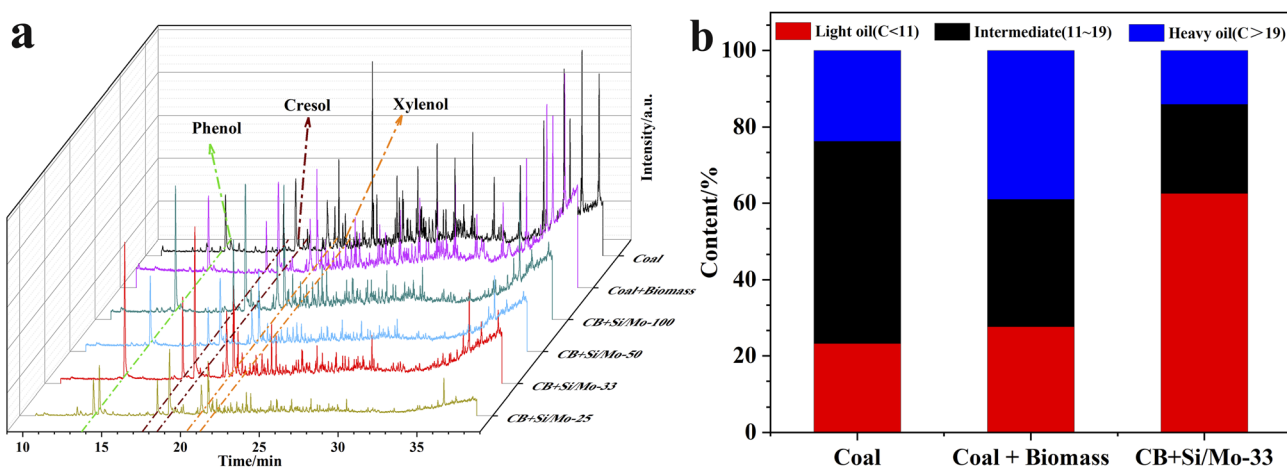 a
Phenol
Cresol
Xylenol
Intensity/a.u.
Coal
Coal+Biomass
CB+Si/Mo-100
CB+Si/Mo-50
CB+Si/Mo-33
CB+Si/Mo-25
10 15 20 25 30 35
Time/min
b
Light oil(C<11) Intermediate(11~19) Heavy oil(C>19)
100
80
60
40
20
0
Content/%
Coal Coal + Biomass CB+Si/Mo-33